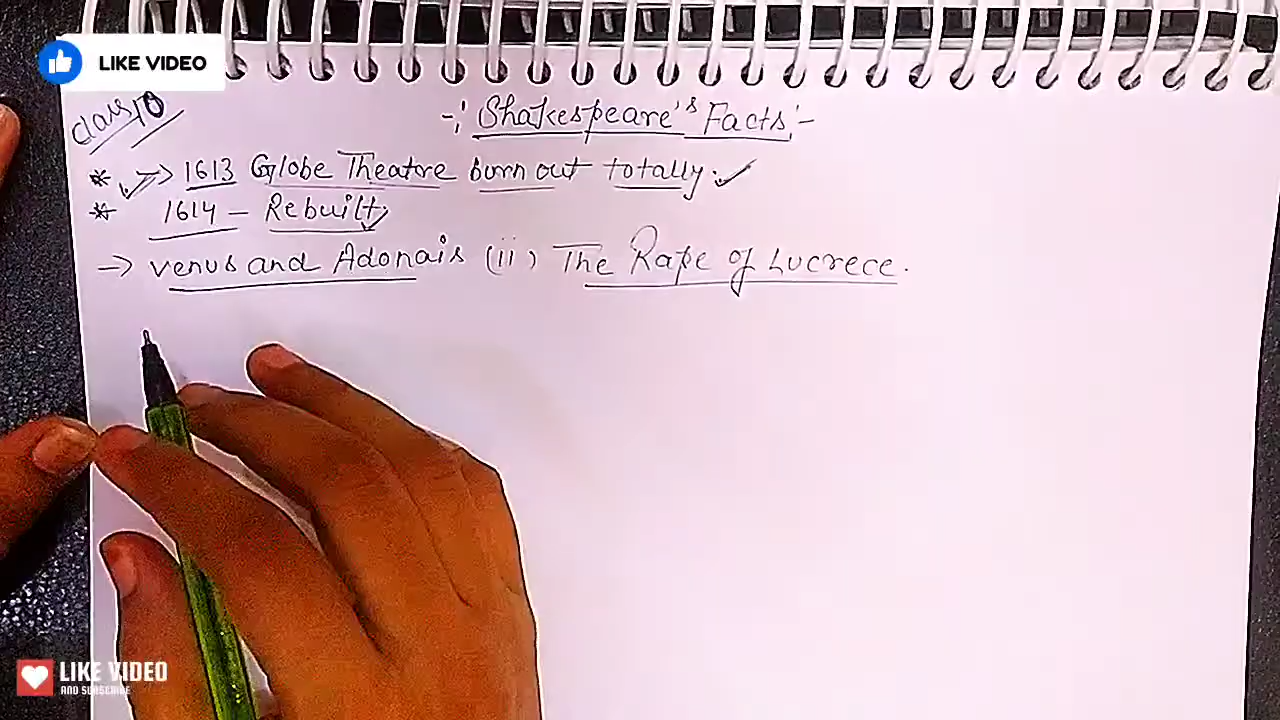 LIKE VIDEO
Class 10
-: Shakespeare's Facts :-
* => 1613 Globe Theatre burn out totally.
* 1614 - Rebuilt
→ venus and Adonais (ii) The Rape of Lucrece.
LIKE VIDEO
AND SUBSCRIBE